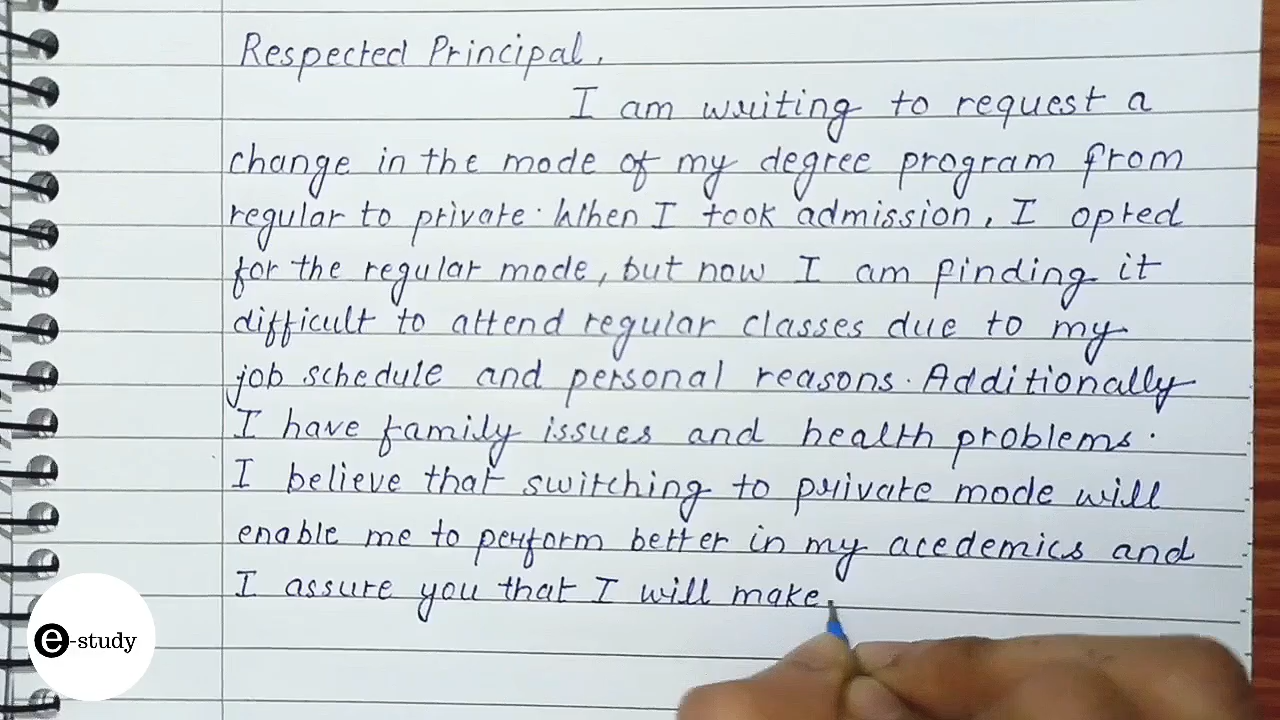 Respected Principal,
I am writing to request a
change in the mode of my degree program from
regular to private. When I took admission, I opted
for the regular mode, but now I am finding it
difficult to attend regular classes due to my
job schedule and personal reasons. Additionally
I have family issues and health problems.
I believe that switching to private mode will
enable me to perform better in my acedemics and
I assure you that I will make
e-study